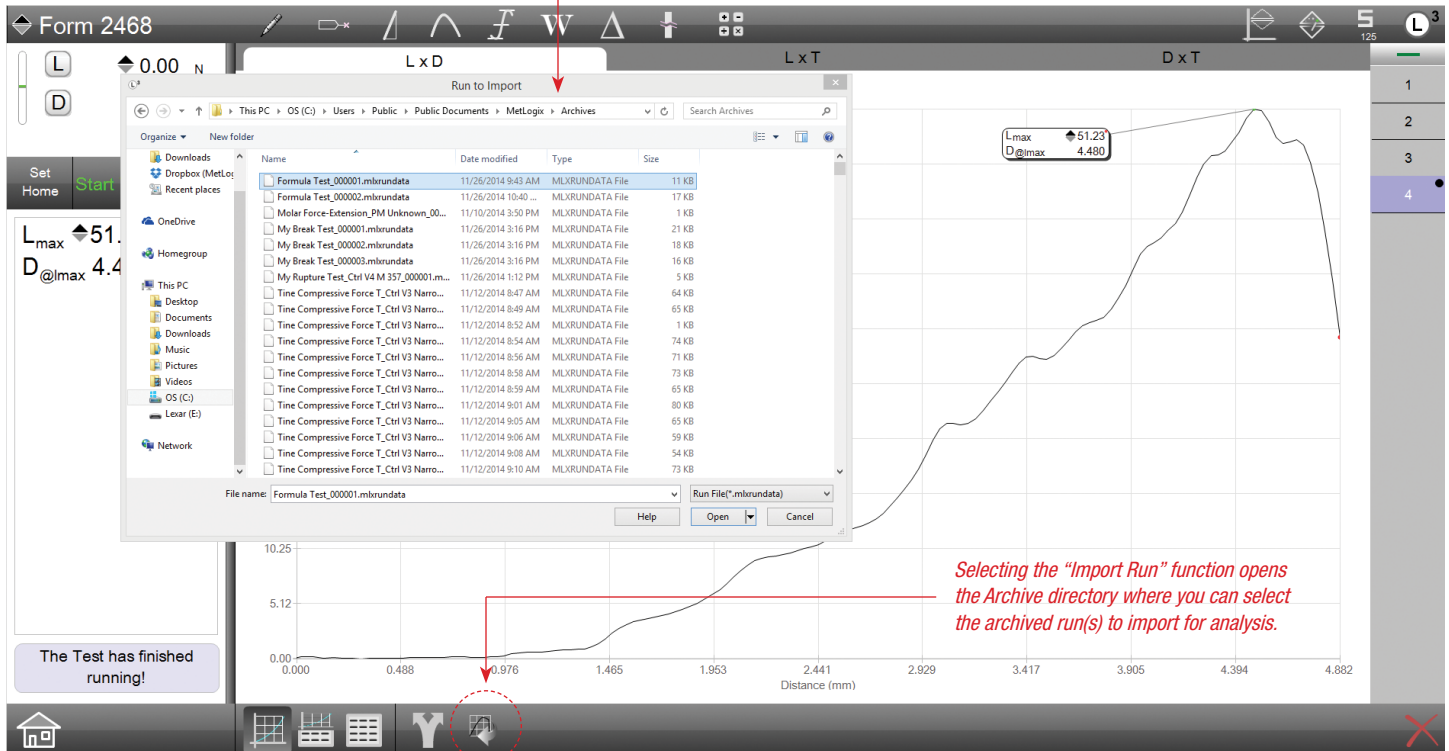 Form 2468
W
5
125
L 3
L
0.00 N
D
L x D
L x T
D x T
Set
Home
Start
Lmax 51.
D@lmax 4.4
The Test has finished
running!
L3
Run to Import
This PC ▸ OS (C:) ▸ Users ▸ Public ▸ Public Documents ▸ MetLogix ▸ Archives
Search Archives
Organize
New folder
Downloads
Dropbox (MetLog
Recent places
OneDrive
Homegroup
This PC
Desktop
Documents
Downloads
Music
Pictures
Videos
OS (C:)
Lexar (E:)
Network
Name Date modified Type Size
Formula Test_000001.mlxrundata 11/26/2014 9:43 AM MLXRUNDATA File 11 KB
Formula Test_000002.mlxrundata 11/26/2014 10:40 ... MLXRUNDATA File 17 KB
Molar Force-Extension_PM Unknown_00... 11/10/2014 3:50 PM MLXRUNDATA File 1 KB
My Break Test_000001.mlxrundata 11/26/2014 3:16 PM MLXRUNDATA File 21 KB
My Break Test_000002.mlxrundata 11/26/2014 3:16 PM MLXRUNDATA File 18 KB
My Break Test_000003.mlxrundata 11/26/2014 3:16 PM MLXRUNDATA File 16 KB
My Rupture Test_Ctrl V4 M 357_000001.m... 11/26/2014 1:12 PM MLXRUNDATA File 5 KB
Tine Compressive Force T_Ctrl V3 Narro... 11/12/2014 8:47 AM MLXRUNDATA File 64 KB
Tine Compressive Force T_Ctrl V3 Narro... 11/12/2014 8:49 AM MLXRUNDATA File 65 KB
Tine Compressive Force T_Ctrl V3 Narro... 11/12/2014 8:52 AM MLXRUNDATA File 1 KB
Tine Compressive Force T_Ctrl V3 Narro... 11/12/2014 8:54 AM MLXRUNDATA File 74 KB
Tine Compressive Force T_Ctrl V3 Narro... 11/12/2014 8:56 AM MLXRUNDATA File 71 KB
Tine Compressive Force T_Ctrl V3 Narro... 11/12/2014 8:58 AM MLXRUNDATA File 73 KB
Tine Compressive Force T_Ctrl V3 Narro... 11/12/2014 8:59 AM MLXRUNDATA File 65 KB
Tine Compressive Force T_Ctrl V3 Narro... 11/12/2014 9:01 AM MLXRUNDATA File 80 KB
Tine Compressive Force T_Ctrl V3 Narro... 11/12/2014 9:05 AM MLXRUNDATA File 65 KB
Tine Compressive Force T_Ctrl V3 Narro... 11/12/2014 9:06 AM MLXRUNDATA File 59 KB
Tine Compressive Force T_Ctrl V3 Narro... 11/12/2014 9:08 AM MLXRUNDATA File 54 KB
Tine Compressive Force T_Ctrl V3 Narro... 11/12/2014 9:10 AM MLXRUNDATA File 73 KB
File name: Formula Test_000001.mlxrundata
Run File(*.mlxrundata)
Help
Open
Cancel
Lmax 51.23
D@lmax 4.480
1
2
3
4
10.25
5.12
0.00
0.000 0.488 0.976 1.465 1.953 2.441 2.929 3.417 3.905 4.394 4.882
Distance (mm)
Selecting the “Import Run” function opens
the Archive directory where you can select
the archived run(s) to import for analysis.